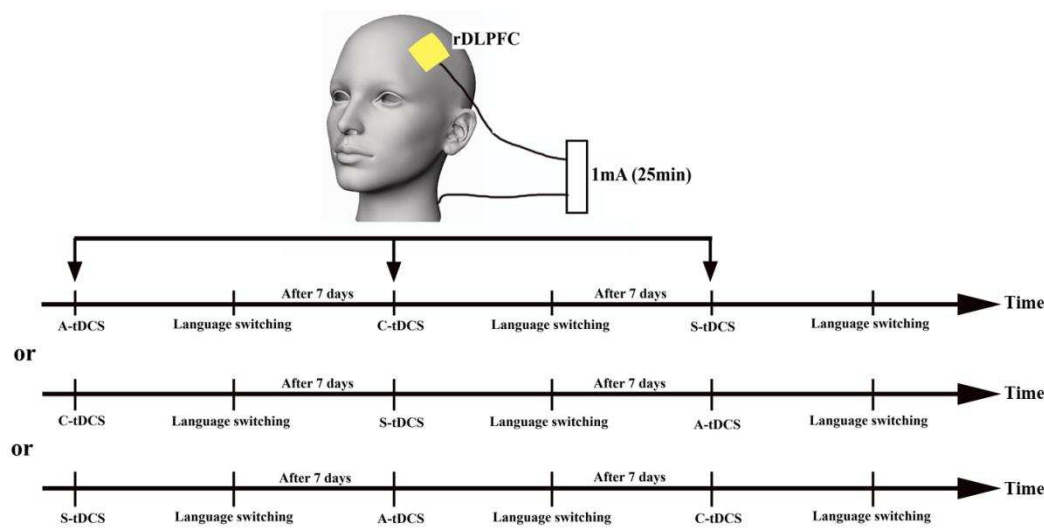 rDLPFC
1mA (25min)
After 7 days After 7 days Time
A-tDCS Language switching C-tDCS Language switching S-tDCS Language switching
or
After 7 days After 7 days Time
C-tDCS Language switching S-tDCS Language switching A-tDCS Language switching
or
After 7 days After 7 days Time
S-tDCS Language switching A-tDCS Language switching C-tDCS Language switching